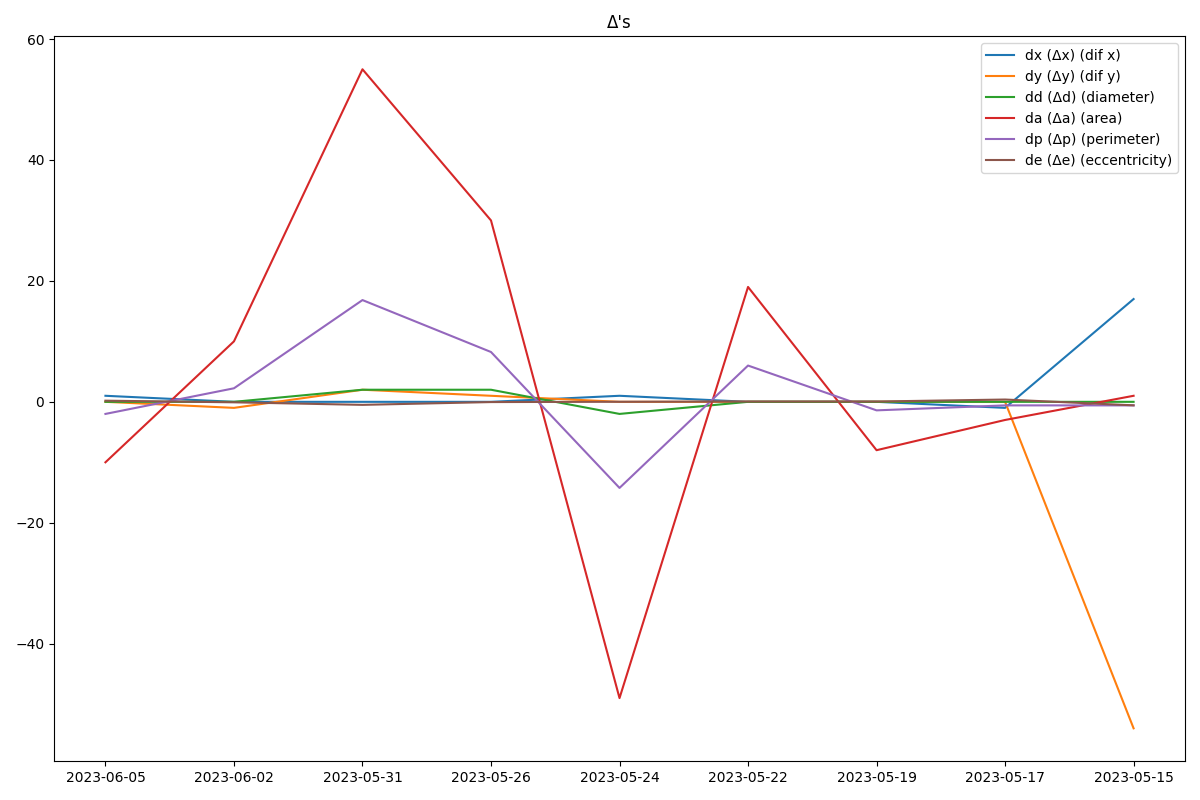 Δ's
60
40
20
0
−20
−40
dx (Δx) (dif x)
dy (Δy) (dif y)
dd (Δd) (diameter)
da (Δa) (area)
dp (Δp) (perimeter)
de (Δe) (eccentricity)
2023-06-05 2023-06-02 2023-05-31 2023-05-26 2023-05-24 2023-05-22 2023-05-19 2023-05-17 2023-05-15